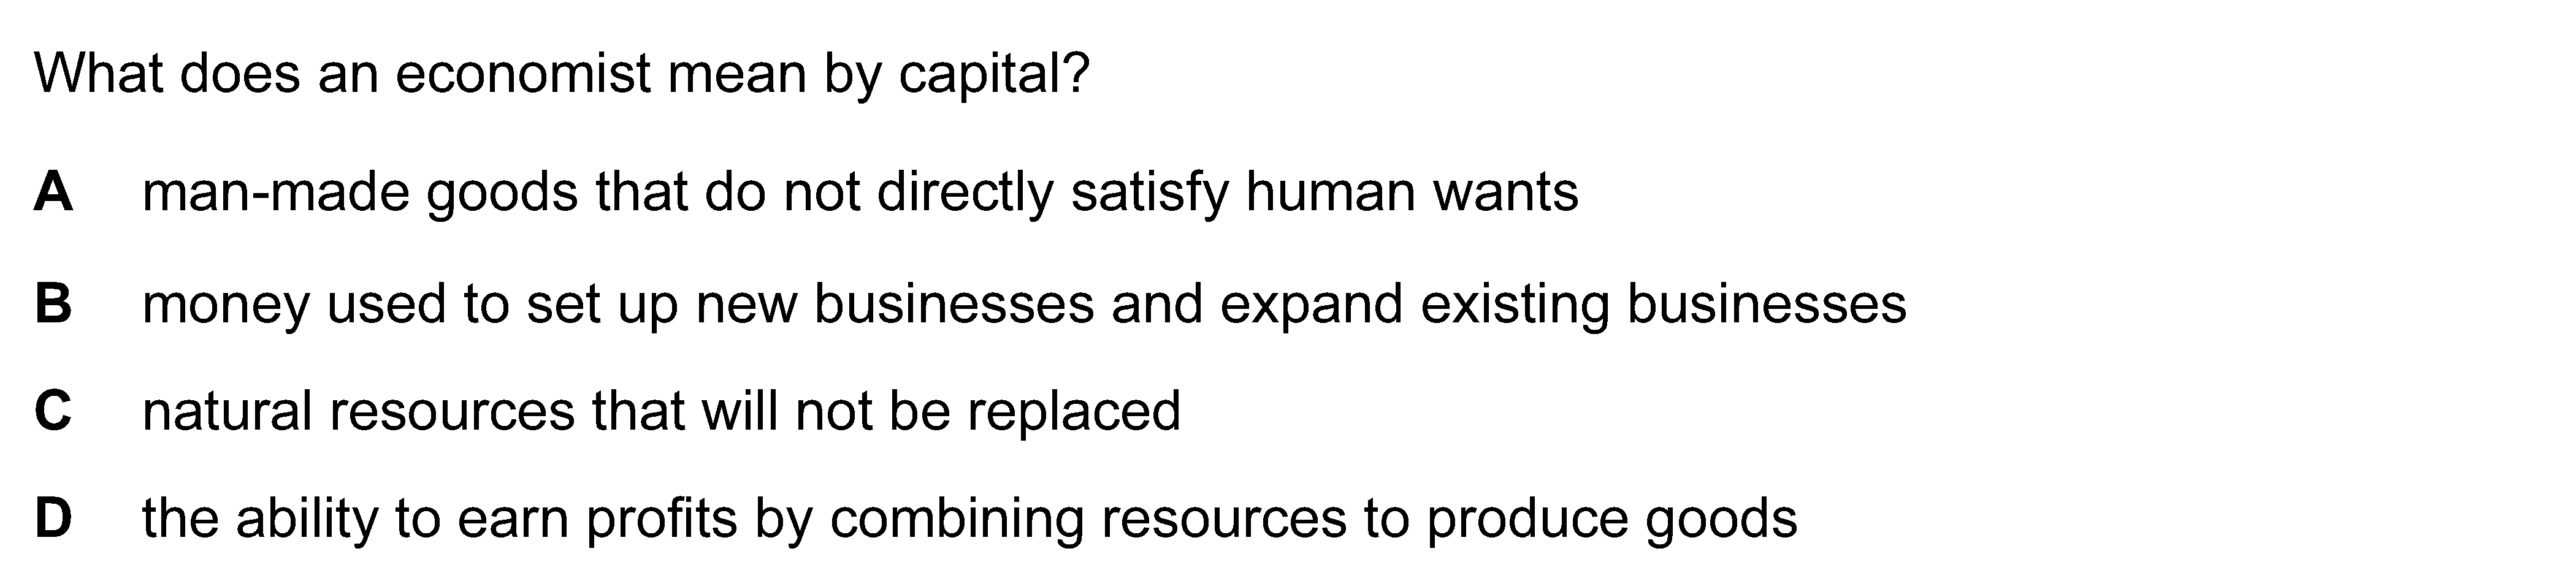 What does an economist mean by capital?
A man-made goods that do not directly satisfy human wants
B money used to set up new businesses and expand existing businesses
C natural resources that will not be replaced
D the ability to earn profits by combining resources to produce goods